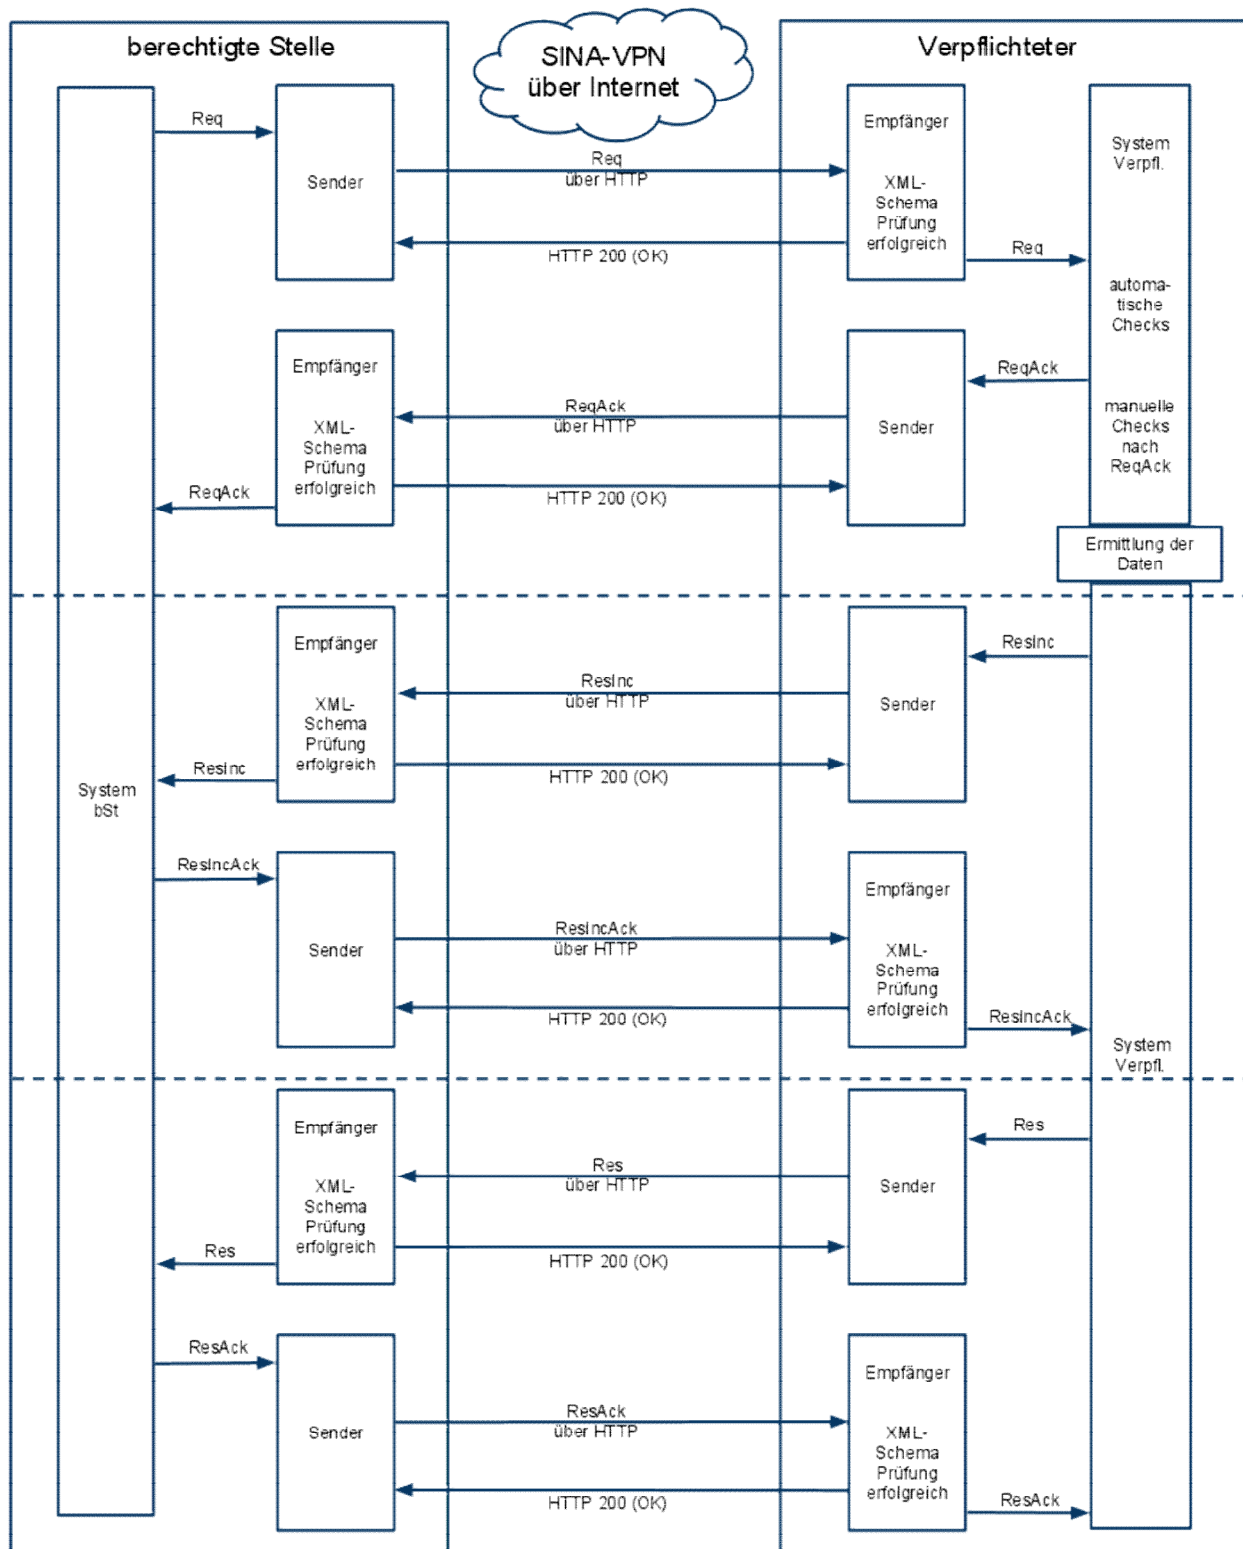 berechtigte Stelle
SINA-VPN
über Internet
Verpflichteter
Req
Sender
Req
über HTTP
HTTP 200 (OK)
Empfänger
XML-
Schema
Prüfung
erfolgreich
Req
System
Verpfl.
automa-
tische
Checks
manuelle
Checks
nach
ReqAck
ReqAck
Sender
ReqAck
über HTTP
HTTP 200 (OK)
Empfänger
XML-
Schema
Prüfung
erfolgreich
ReqAck
Ermittlung der
Daten
ResInc
Sender
ResInc
über HTTP
HTTP 200 (OK)
Empfänger
XML-
Schema
Prüfung
erfolgreich
ResInc
System
bSt
ResIncAck
Sender
ResIncAck
über HTTP
HTTP 200 (OK)
Empfänger
XML-
Schema
Prüfung
erfolgreich
ResIncAck
System
Verpfl.
Res
Sender
Res
über HTTP
HTTP 200 (OK)
Empfänger
XML-
Schema
Prüfung
erfolgreich
Res
ResAck
Sender
ResAck
über HTTP
HTTP 200 (OK)
Empfänger
XML-
Schema
Prüfung
erfolgreich
ResAck